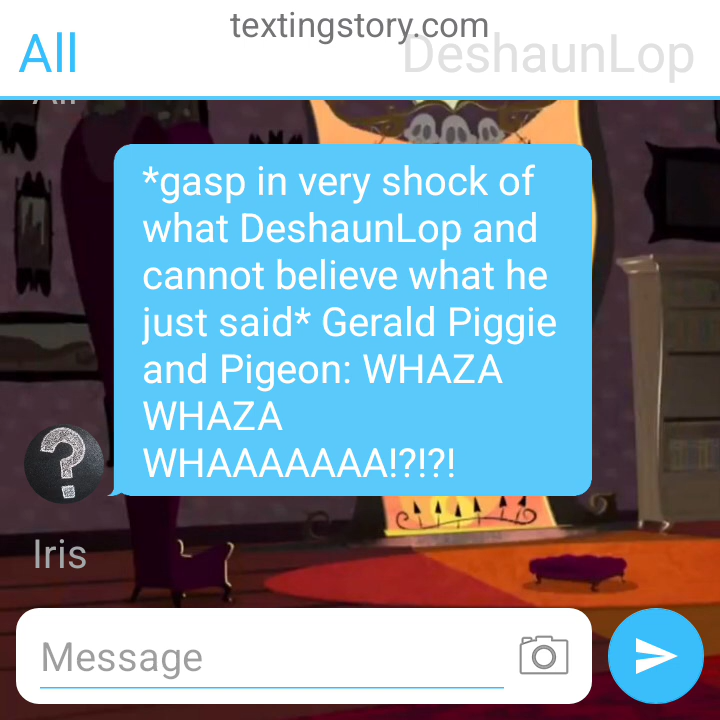 textingstory.com
All
DeshaunLop
All
*gasp in very shock of
what DeshaunLop and
cannot believe what he
just said* Gerald Piggie
and Pigeon: WHAZA
WHAZA
WHAAAAAAA!?!?!
?
Iris
Message